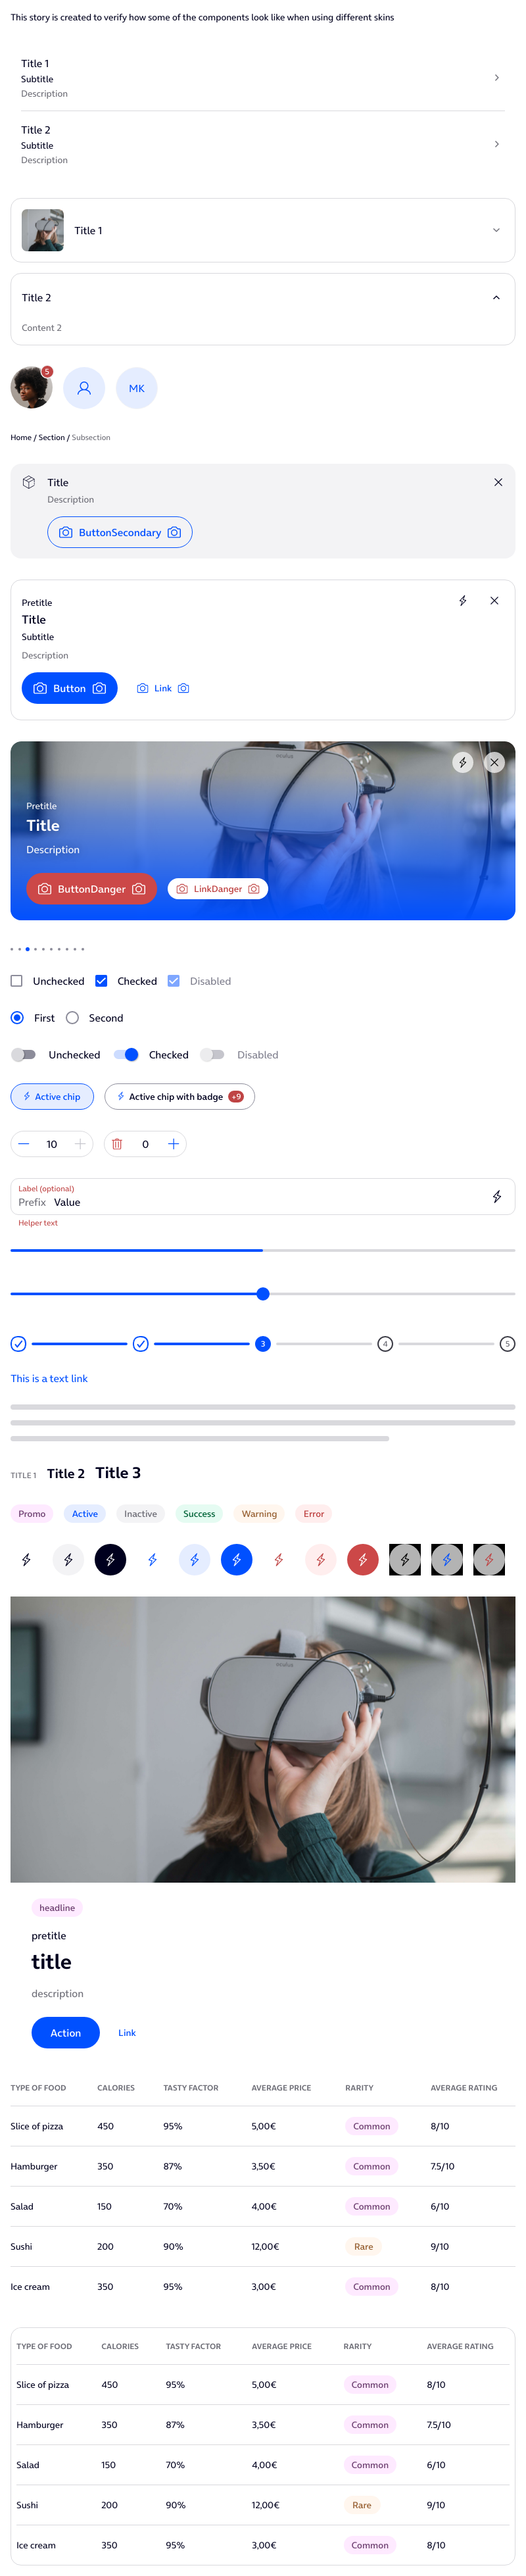 This story is created to verify how some of the components look like when using different skins
Title 1
Subtitle
Description
Title 2
Subtitle
Description
Title 1
Title 2
Content 2
5
MK
Home / Section / Subsection
Title
Description
ButtonSecondary
Pretitle
Title
Subtitle
Description
Button Link
Pretitle
Title
Description
ButtonDanger LinkDanger
Unchecked Checked Disabled
First Second
Unchecked Checked Disabled
Active chip Active chip with badge +9
10 0
Label (optional)
Prefix Value
Helper text
3 4 5
This is a text link
TITLE 1 Title 2 Title 3
Promo Active Inactive Success Warning Error
oculus
headline
pretitle
title
description
Action Link
TYPE OF FOOD CALORIES TASTY FACTOR AVERAGE PRICE RARITY AVERAGE RATING
Slice of pizza 450 95% 5,00€ Common 8/10
Hamburger 350 87% 3,50€ Common 7.5/10
Salad 150 70% 4,00€ Common 6/10
Sushi 200 90% 12,00€ Rare 9/10
Ice cream 350 95% 3,00€ Common 8/10
TYPE OF FOOD CALORIES TASTY FACTOR AVERAGE PRICE RARITY AVERAGE RATING
Slice of pizza 450 95% 5,00€ Common 8/10
Hamburger 350 87% 3,50€ Common 7.5/10
Salad 150 70% 4,00€ Common 6/10
Sushi 200 90% 12,00€ Rare 9/10
Ice cream 350 95% 3,00€ Common 8/10